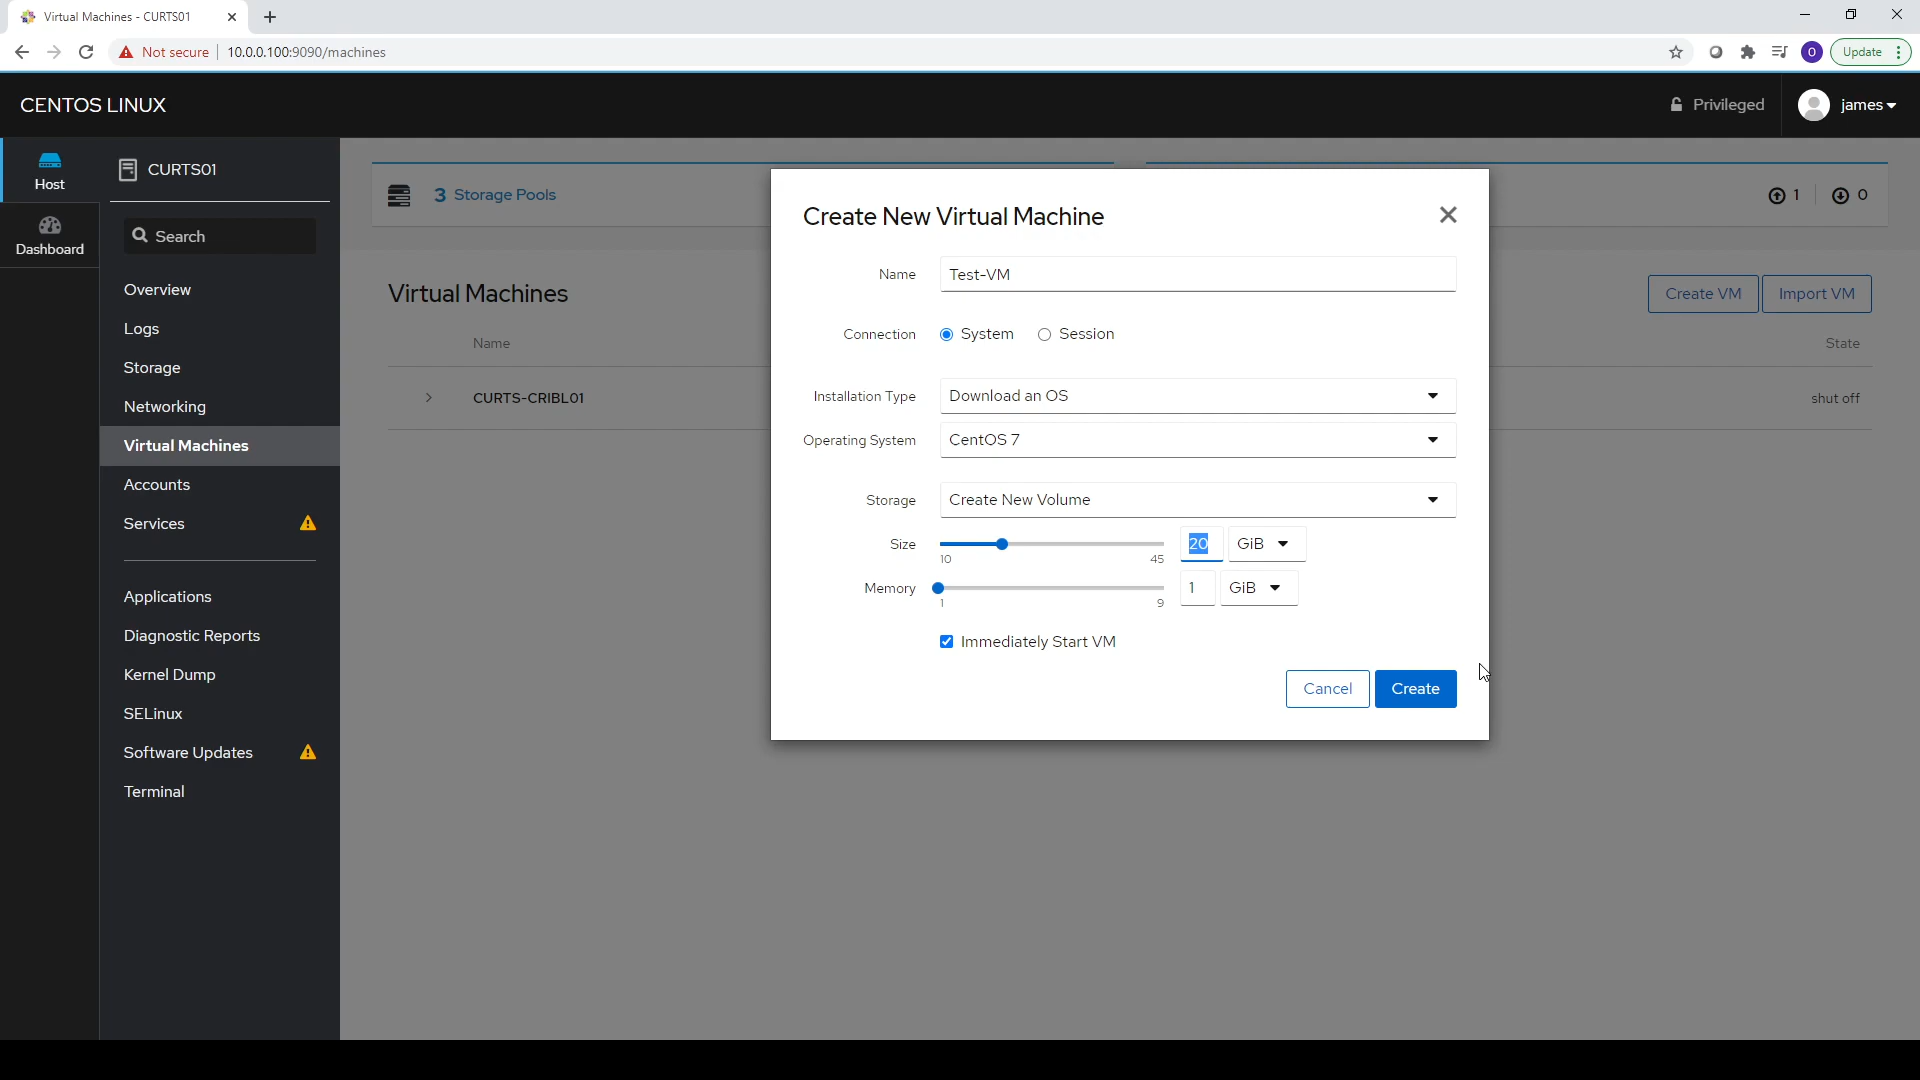 Virtual Machines - CURTS01
Not secure 10.0.0.100:9090/machines
Update
CENTOS LINUX
Privileged
james
Host
Dashboard
CURTS01
Search
Overview
Logs
Storage
Networking
Virtual Machines
Accounts
Services
Applications
Diagnostic Reports
Kernel Dump
SELinux
Software Updates
Terminal
3 Storage Pools
1
0
Virtual Machines
Create VM
Import VM
Name
State
CURTS-CRIBL01
shut off
Create New Virtual Machine
Name Test-VM
Connection System Session
Installation Type Download an OS
Operating System CentOS 7
Storage Create New Volume
Size 20 GiB
10 45
Memory 1 GiB
1 9
Immediately Start VM
Cancel Create